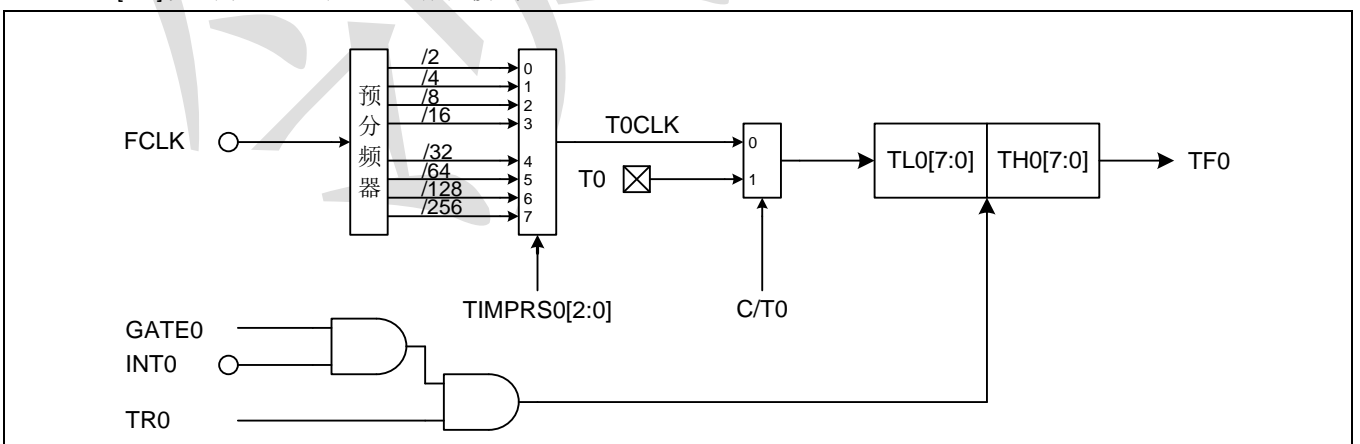 /2
/4
/8
/16
/32
/64
/128
/256
预
分
频
器
0
1
2
3
4
5
6
7
FCLK
T0CLK
T0
0
1
TL0[7:0] TH0[7:0]
TF0
TIMPRS0[2:0]
C/T0
GATE0
INT0
TR0